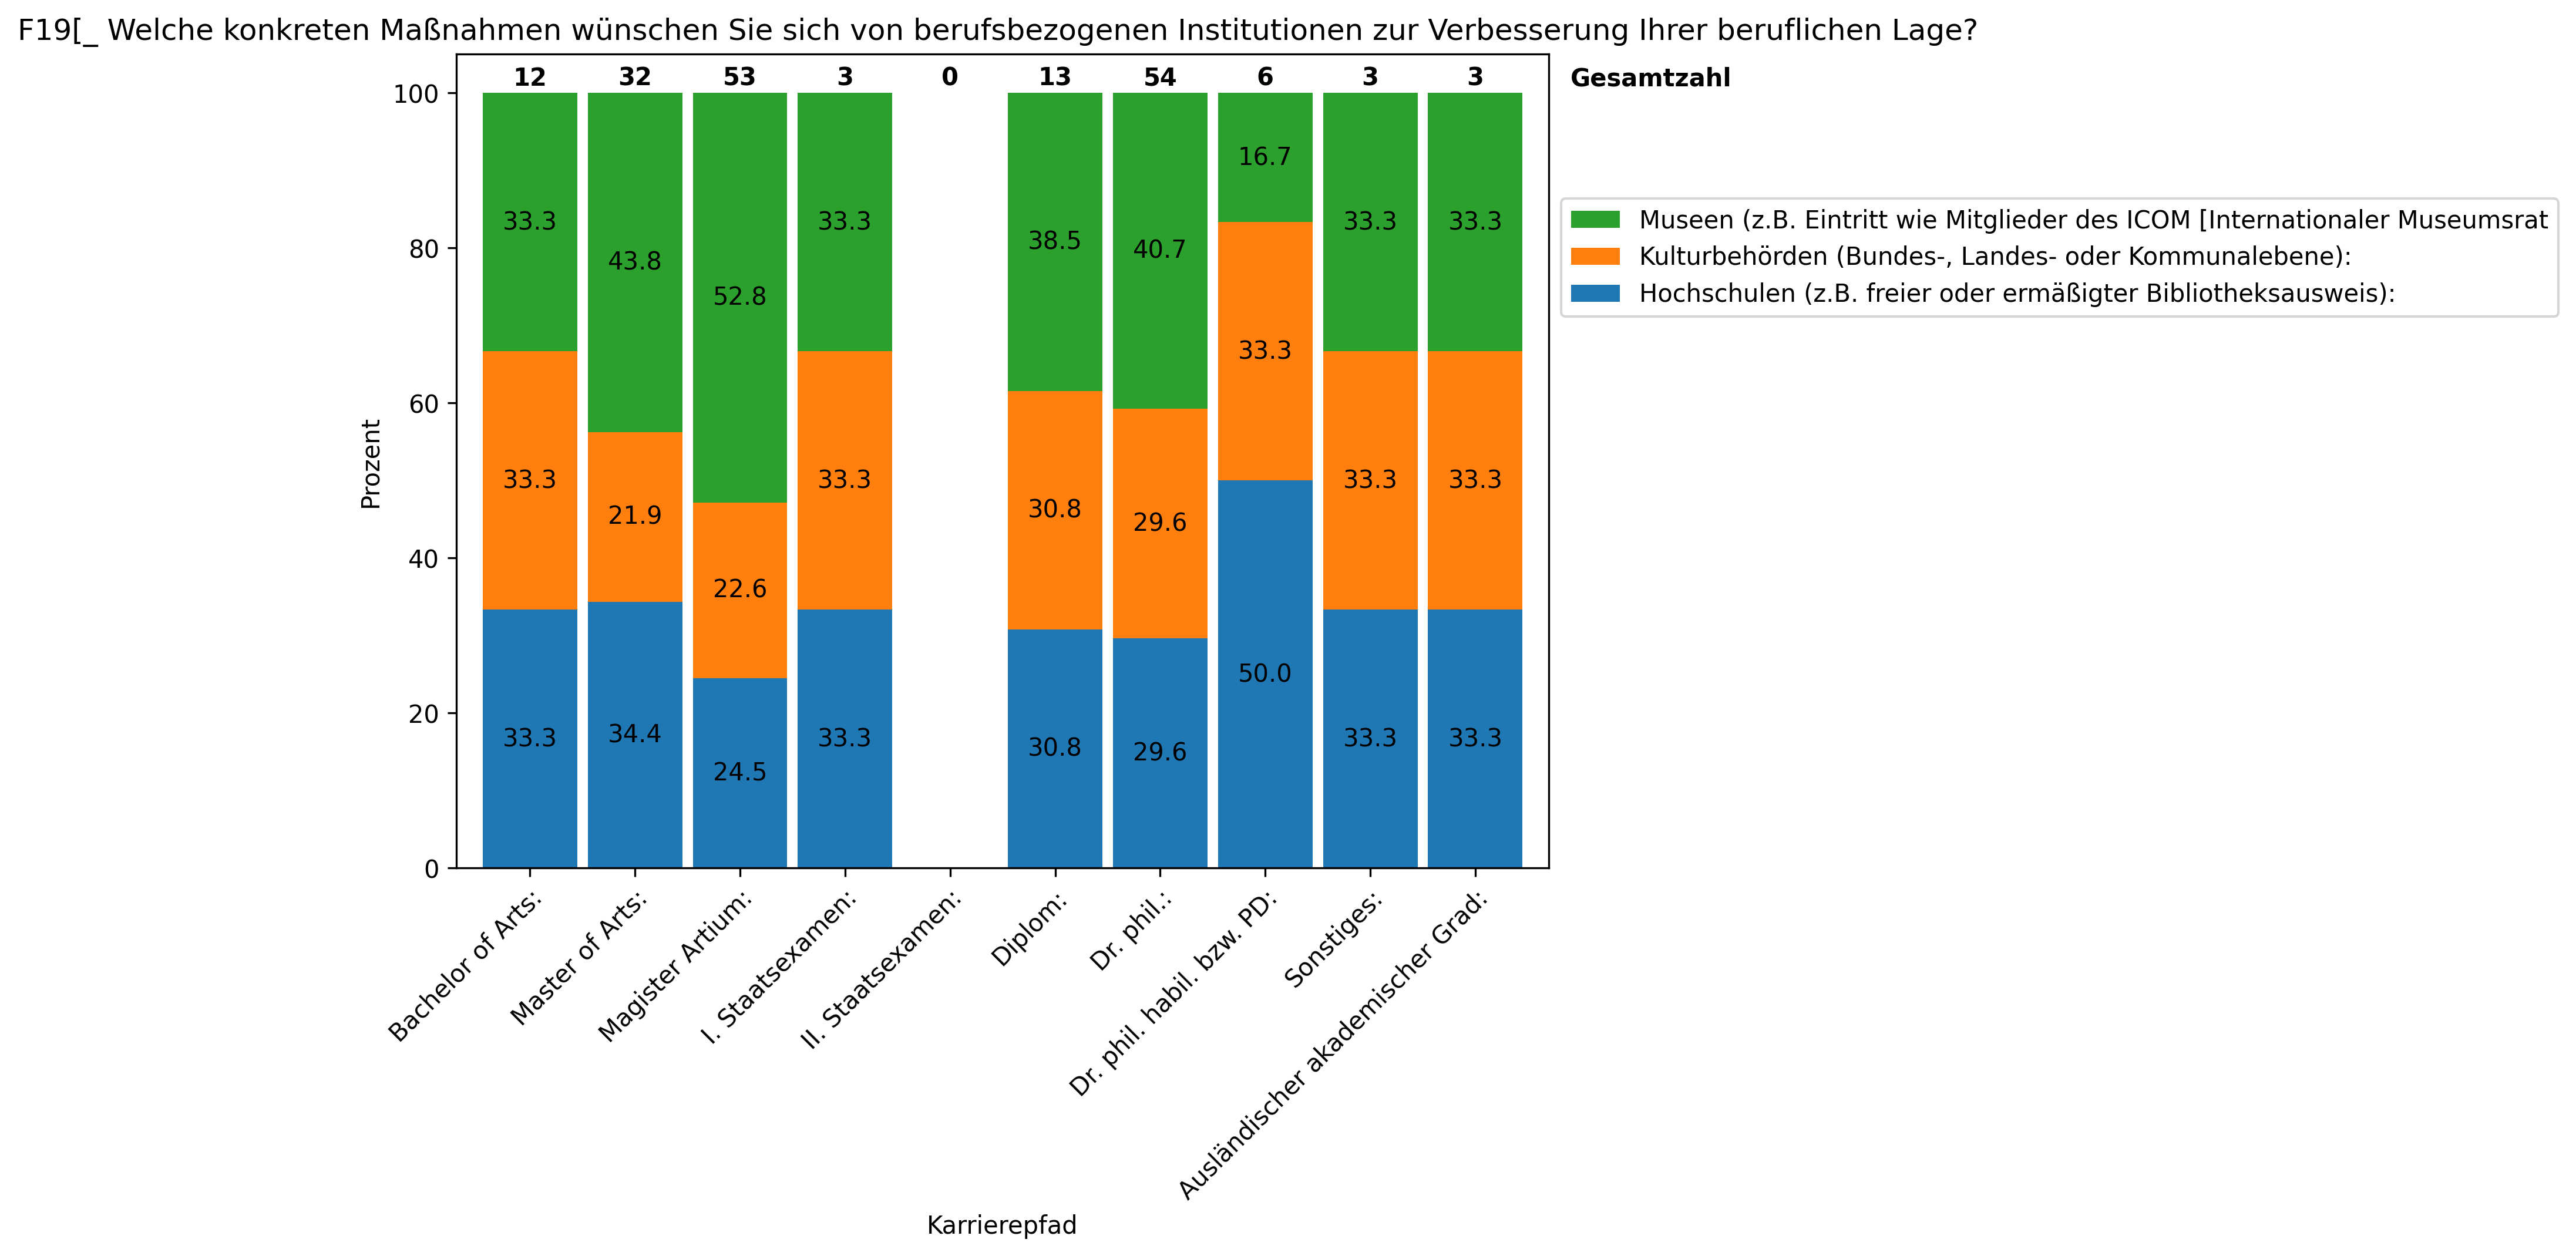 F19[_ Welche konkreten Maßnahmen wünschen Sie sich von berufsbezogenen Institutionen zur Verbesserung Ihrer beruflichen Lage?
12 32 53 3 0 13 54 6 3 3 Gesamtzahl
100
80
60
40
20
0
Prozent
33.3 33.3 33.3
43.8 21.9 34.4
52.8 22.6 24.5
33.3 33.3 33.3
38.5 30.8 30.8
40.7 29.6 29.6
16.7 33.3 50.0
33.3 33.3 33.3
33.3 33.3 33.3
Museen (z.B. Eintritt wie Mitglieder des ICOM [Internationaler Museumsrat
Kulturbehörden (Bundes-, Landes- oder Kommunalebene):
Hochschulen (z.B. freier oder ermäßigter Bibliotheksausweis):
Bachelor of Arts:
Master of Arts:
Magister Artium:
I. Staatsexamen:
II. Staatsexamen:
Diplom:
Dr. phil.:
Dr. phil. habil. bzw. PD:
Sonstiges:
Ausländischer akademischer Grad:
Karrierepfad